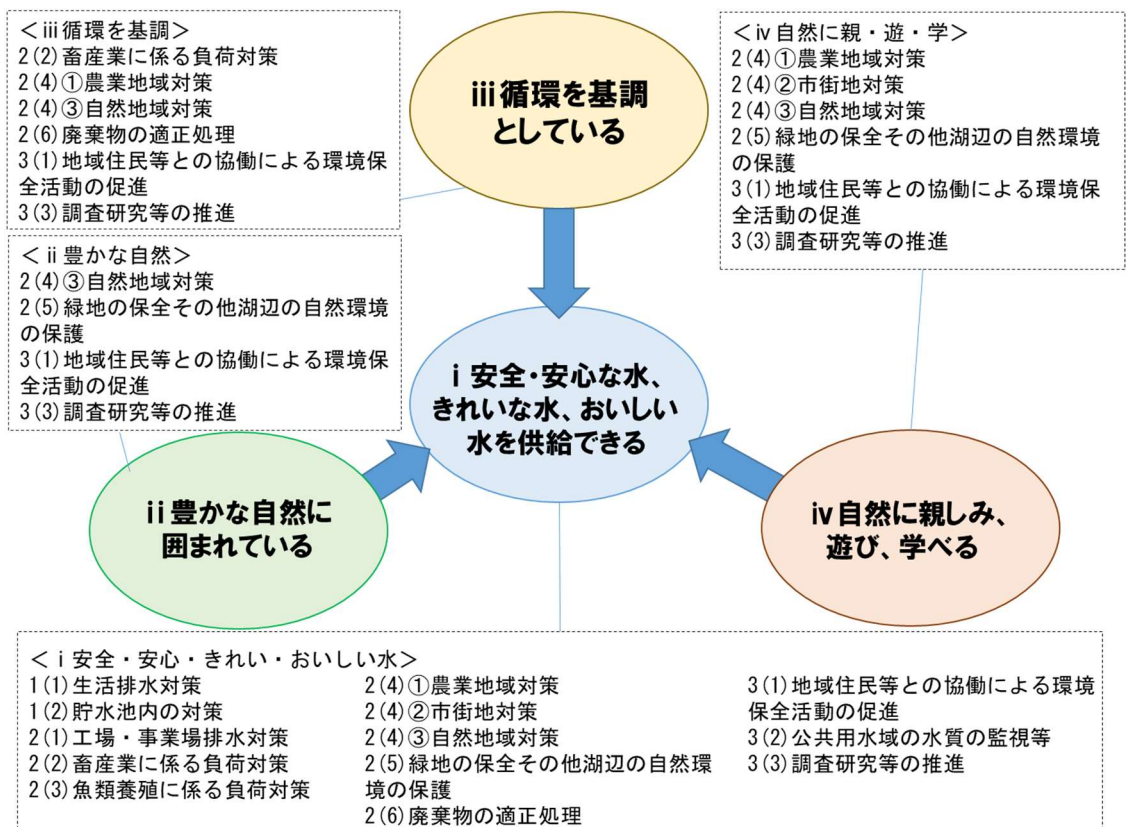 ＜ⅲ循環を基調＞
2(2)畜産業に係る負荷対策
2(4)①農業地域対策
2(4)③自然地域対策
2(6)廃棄物の適正処理
3(1)地域住民等との協働による環境保
全活動の促進
3(3)調査研究等の推進
ⅲ循環を基調
としている
＜ⅳ自然に親・遊・学＞
2(4)①農業地域対策
2(4)②市街地対策
2(4)③自然地域対策
2(5)緑地の保全その他湖辺の自然環境
の保護
3(1)地域住民等との協働による環境保
全活動の促進
3(3)調査研究等の推進
＜ⅱ豊かな自然＞
2(4)③自然地域対策
2(5)緑地の保全その他湖辺の自然環境
の保護
3(1)地域住民等との協働による環境保
全活動の促進
3(3)調査研究等の推進
ⅰ安全・安心な水、
きれいな水、おいしい
水を供給できる
ⅱ豊かな自然に
囲まれている
ⅳ自然に親しみ、
遊び、学べる
＜ⅰ安全・安心・きれい・おいしい水＞
1(1)生活排水対策
1(2)貯水池内の対策
2(1)工場・事業場排水対策
2(2)畜産業に係る負荷対策
2(3)魚類養殖に係る負荷対策
2(4)①農業地域対策
2(4)②市街地対策
2(4)③自然地域対策
2(5)緑地の保全その他湖辺の自然環
境の保護
2(6)廃棄物の適正処理
3(1)地域住民等との協働による環境
保全活動の促進
3(2)公共用水域の水質の監視等
3(3)調査研究等の推進